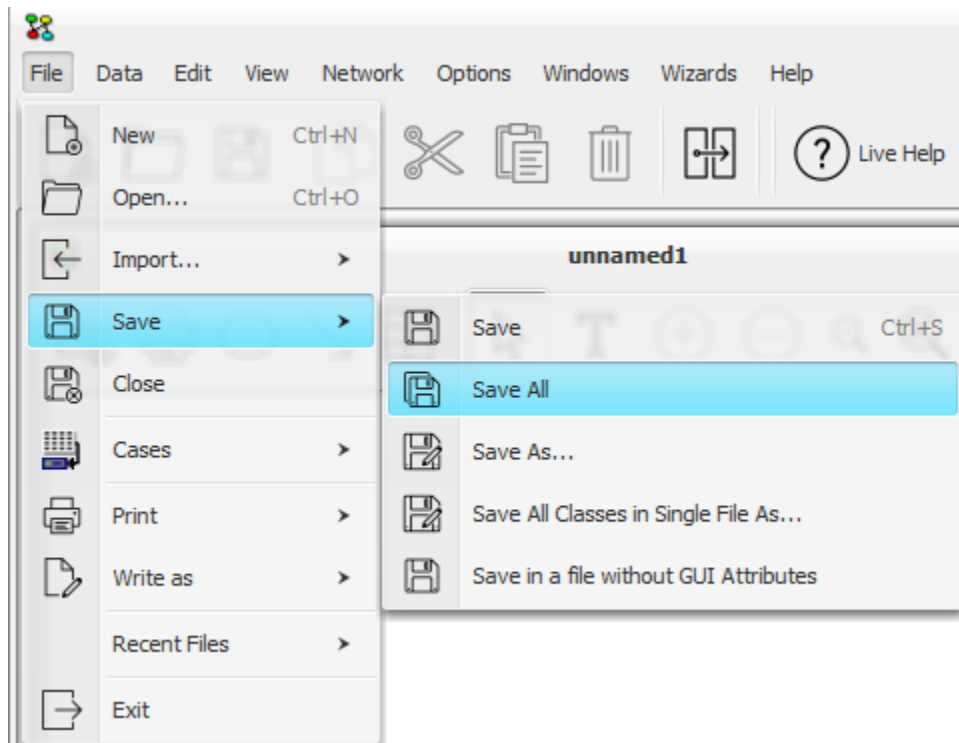 File Data Edit View Network Options Windows Wizards Help
New Ctrl+N
Live Help
Open... Ctrl+O
Import...
unnamed1
Save
Save Ctrl+S
Close
Save All
Cases
Save As...
Print
Save All Classes in Single File As...
Write as
Save in a file without GUI Attributes
Recent Files
Exit